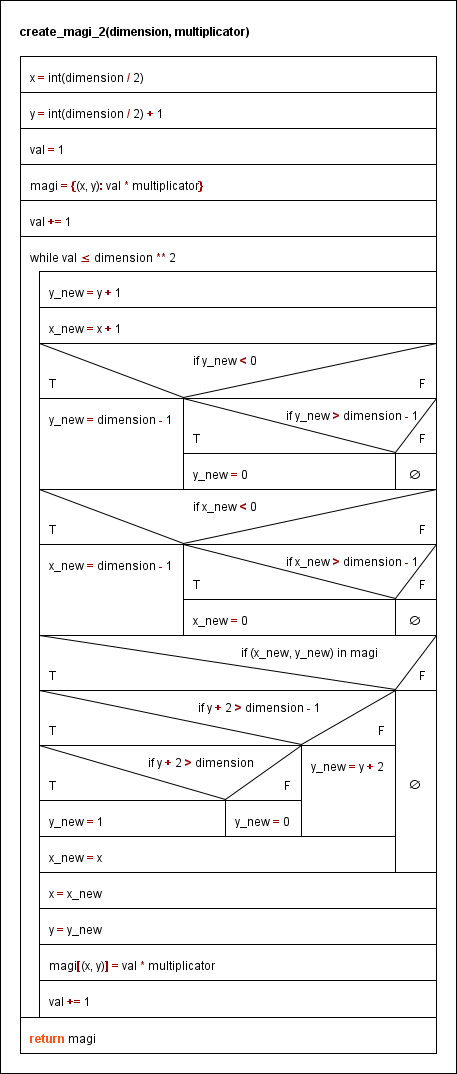 create_magi_2(dimension, multiplicator)
x = int(dimension / 2)
y = int(dimension / 2) + 1
val = 1
magi = {(x, y): val * multiplicator}
val += 1
while val ≤ dimension ** 2
y_new = y + 1
x_new = x + 1
if y_new < 0
T F
y_new = dimension - 1
if y_new > dimension - 1
T F
y_new = 0 ∅
if x_new < 0
T F
x_new = dimension - 1
if x_new > dimension - 1
T F
x_new = 0 ∅
if (x_new, y_new) in magi
T F
if y + 2 > dimension - 1
T F
if y + 2 > dimension
T F
y_new = y + 2
∅
y_new = 1 y_new = 0
x_new = x
x = x_new
y = y_new
magi[(x, y)] = val * multiplicator
val += 1
return magi